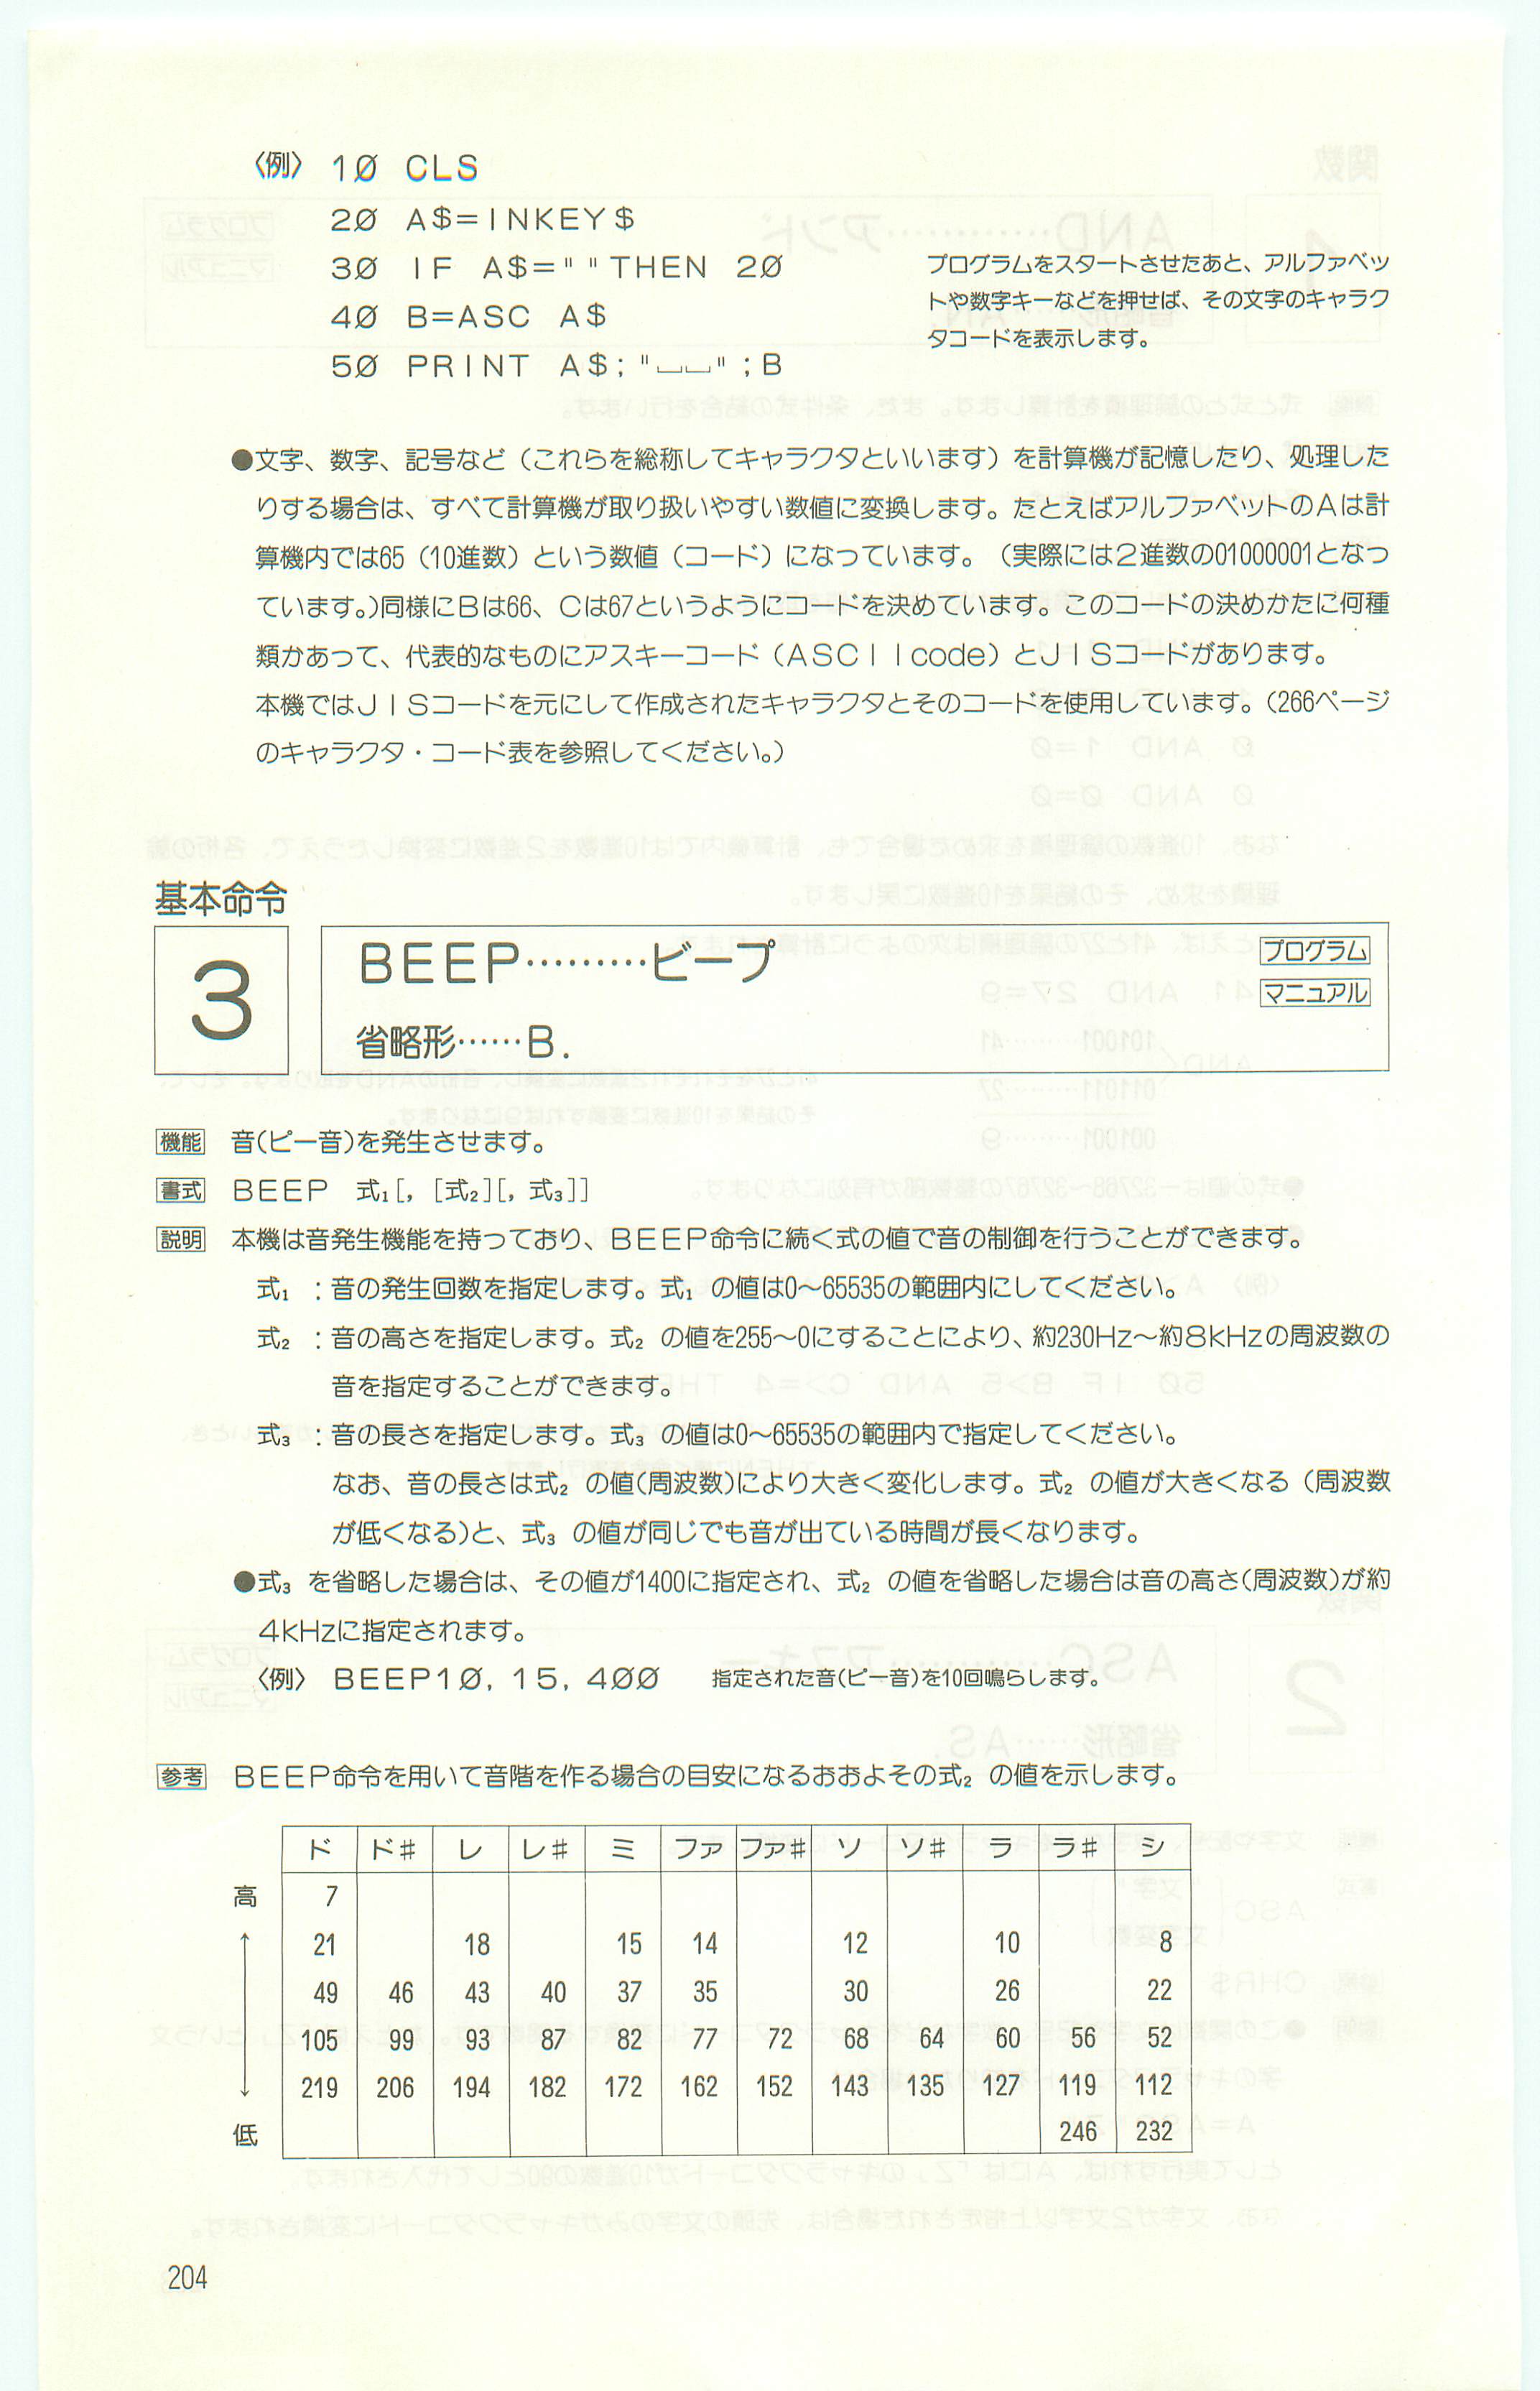 〈例〉 10 CLS
20 A$=INKEY$
30 IF A$=""THEN 20
40 B=ASC A$
50 PRINT A$;"⎵⎵";B
プログラムをスタートさせたあと、アルファベッ
トや数字キーなどを押せば、その文字のキャラク
タコードを表示します。
●文字、数字、記号など（これらを総称してキャラクタといいます）を計算機が記憶したり、処理した
りする場合は、すべて計算機が取り扱いやすい数値に変換します。たとえばアルファベットのAは計
算機内では65（10進数）という数値（コード）になっています。（実際には2進数の01000001となっ
ています。)同様にBは66、Cは67というようにコードを決めています。このコードの決めかたに何種
類かあって、代表的なものにアスキーコード（ASCIIcode）とJISコードがあります。
本機ではJISコードを元にして作成されたキャラクタとそのコードを使用しています。(266ページ
のキャラクタ・コード表を参照してください。)
基本命令
3
BEEP………ビープ
プログラム
マニュアル
省略形……B.
機能 音(ピー音)を発生させます。
書式 BEEP 式₁[, [式₂][, 式₃]]
説明 本機は音発生機能を持っており、BEEP命令に続く式の値で音の制御を行うことができます。
式₁ ：音の発生回数を指定します。式₁ の値は0〜65535の範囲内にしてください。
式₂ ：音の高さを指定します。式₂ の値を255〜0にすることにより、約230Hz〜約8kHzの周波数の
音を指定することができます。
式₃ ：音の長さを指定します。式₃ の値は0〜65535の範囲内で指定してください。
なお、音の長さは式₂ の値(周波数)により大きく変化します。式₂ の値が大きくなる（周波数
が低くなる)と、式₃ の値が同じでも音が出ている時間が長くなります。
●式₃ を省略した場合は、その値が1400に指定され、式₂ の値を省略した場合は音の高さ(周波数)が約
4kHzに指定されます。
〈例〉 BEEP10, 15, 400 指定された音(ピー音)を10回鳴らします。
参考 BEEP命令を用いて音階を作る場合の目安になるおおよその式₂ の値を示します。
ド ド♯ レ レ♯ ミ ファ ファ♯ ソ ソ♯ ラ ラ♯ シ
高 7
21 18 15 14 12 10 8
49 46 43 40 37 35 30 26 22
105 99 93 87 82 77 72 68 64 60 56 52
219 206 194 182 172 162 152 143 135 127 119 112
低 246 232
204